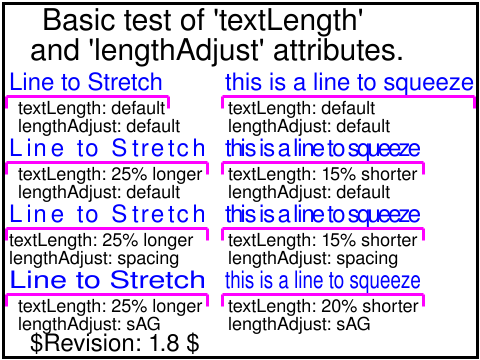 Basic test of 'textLength'
and 'lengthAdjust' attributes.
Line to Stretch
this is a line to squeeze
textLength: default
lengthAdjust: default
textLength: default
lengthAdjust: default
Line to Stretch
this is a line to squeeze
textLength: 25% longer
lengthAdjust: default
textLength: 15% shorter
lengthAdjust: default
Line to Stretch
this is a line to squeeze
textLength: 25% longer
lengthAdjust: spacing
textLength: 15% shorter
lengthAdjust: spacing
Line to Stretch
this is a line to squeeze
textLength: 25% longer
lengthAdjust: sAG
textLength: 20% shorter
lengthAdjust: sAG
$Revision: 1.8 $